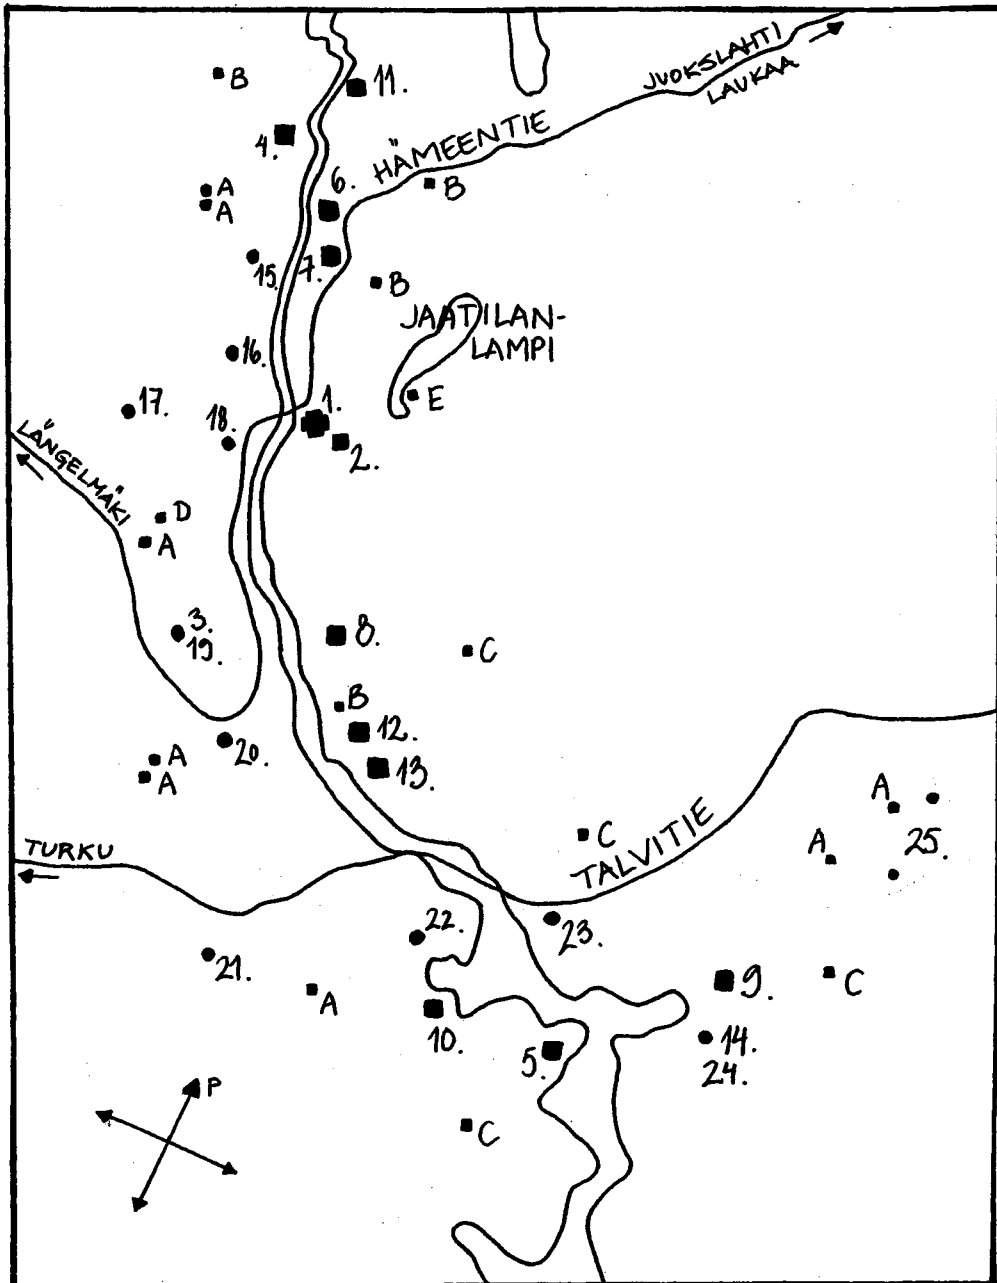 B
11.
JUOKSLAHTI
LAUKAA
4.
HÄMEENTIE
6.
B
A
A
15.
7.
B
JAATILAN-
LAMPI
16.
17.
1.
E
18.
2.
LÄNGELMÄKI
D
A
3.
19.
8.
C
B
12.
20.
13.
A
A
C
TALVITIE
A
A
25.
TURKU
22.
23.
21.
A
9.
C
10.
5.
14.
24.
P
C